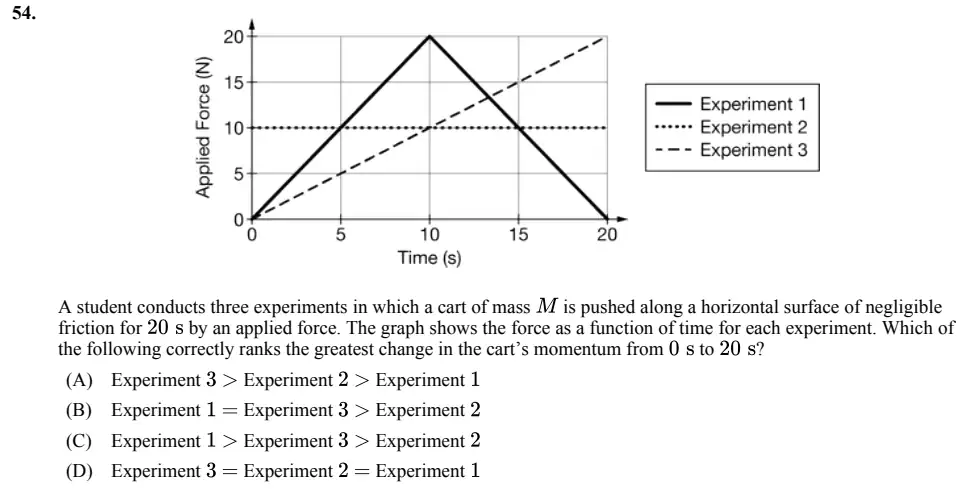 54.
Applied Force (N)
20
15
10
5
0
0 5 10 15 20
Time (s)
Experiment 1
Experiment 2
Experiment 3
A student conducts three experiments in which a cart of mass M is pushed along a horizontal surface of negligible
friction for 20 s by an applied force. The graph shows the force as a function of time for each experiment. Which of
the following correctly ranks the greatest change in the cart's momentum from 0 s to 20 s?
(A) Experiment 3 > Experiment 2 > Experiment 1
(B) Experiment 1 = Experiment 3 > Experiment 2
(C) Experiment 1 > Experiment 3 > Experiment 2
(D) Experiment 3 = Experiment 2 = Experiment 1